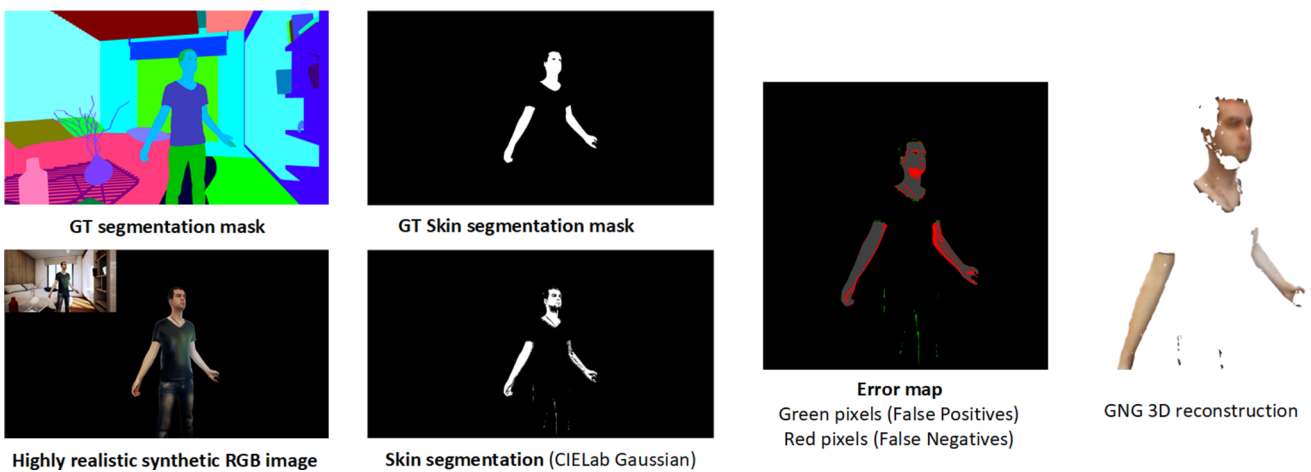 GT segmentation mask
GT Skin segmentation mask
Highly realistic synthetic RGB image
Skin segmentation (CIELab Gaussian)
Error map
Green pixels (False Positives)
Red pixels (False Negatives)
GNG 3D reconstruction